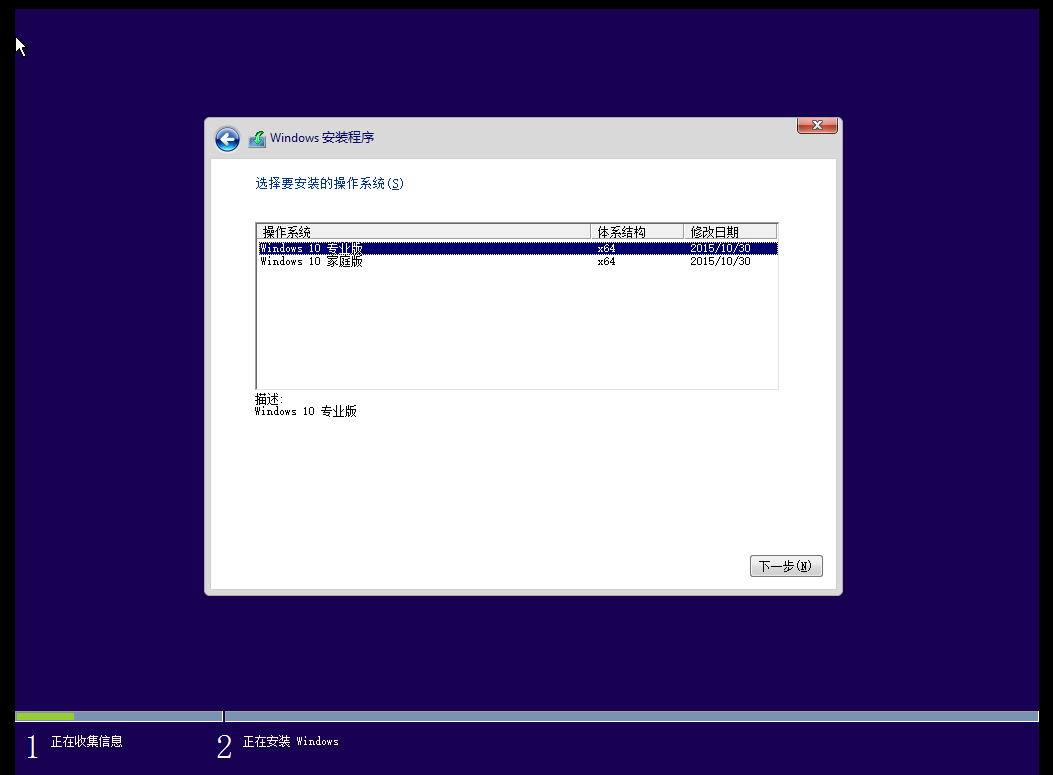 Windows 安装程序
选择要安装的操作系统(S)
操作系统 体系结构 修改日期
Windows 10 专业版 x64 2015/10/30
Windows 10 家庭版 x64 2015/10/30
描述:
Windows 10 专业版
下一步(N)
1 正在收集信息 2 正在安装 Windows